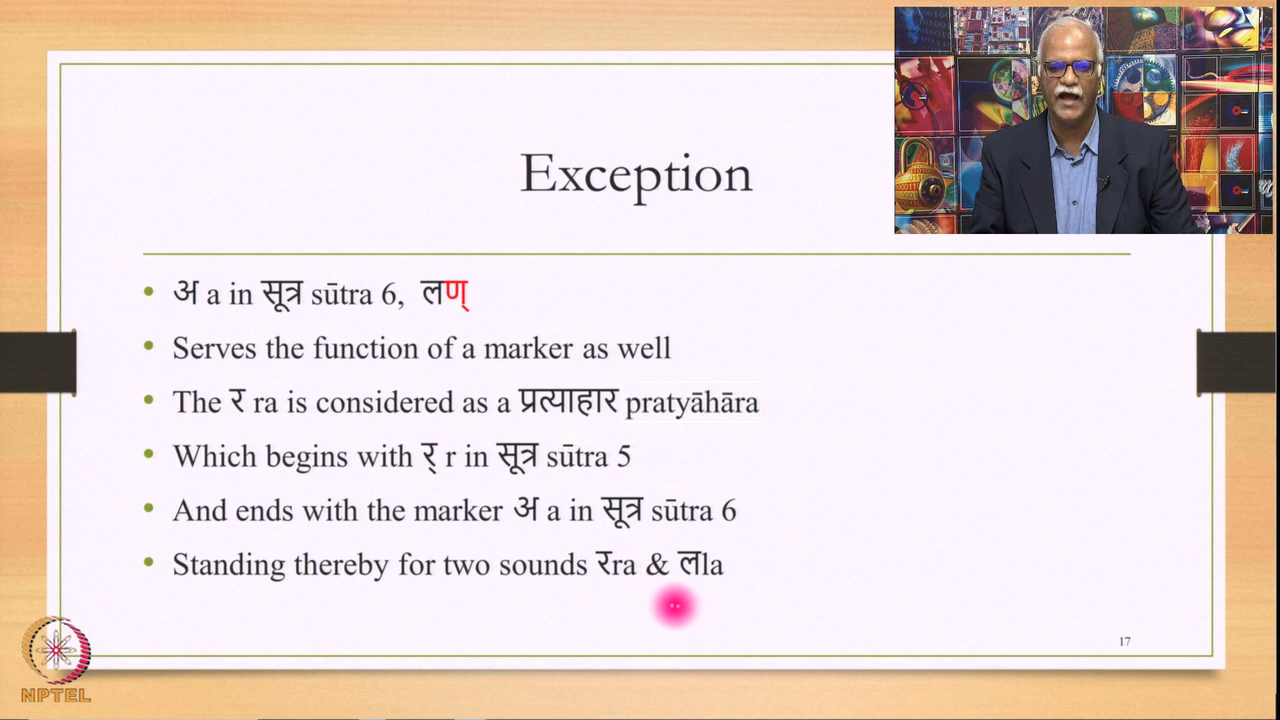 Exception
• अ a in सूत्र sūtra 6, लण्
• Serves the function of a marker as well
• The र ra is considered as a प्रत्याहार pratyāhāra
• Which begins with र् r in सूत्र sūtra 5
• And ends with the marker अ a in सूत्र sūtra 6
• Standing thereby for two sounds रra & लla
17
NPTEL